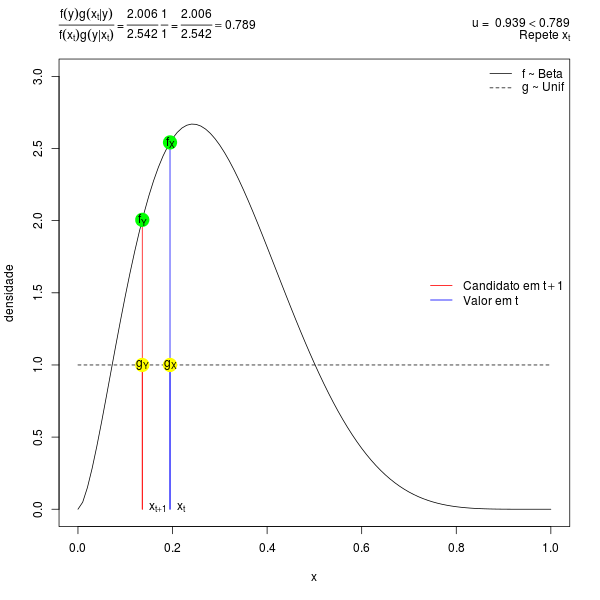 f(y)g(xt|y) / f(xt)g(y|xt) = 2.006 / 2.542 1 / 1 = 2.006 / 2.542 = 0.789
u = 0.939 < 0.789
Repete xt
f ~ Beta
g ~ Unif
3.0
2.5
2.0
1.5
1.0
0.5
0.0
densidade
fX
fY
Candidato em t+1
Valor em t
gY
gX
xt+1
xt
0.0
0.2
0.4
0.6
0.8
1.0
x